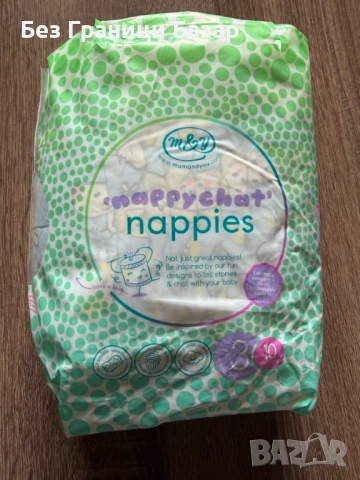 Без Граници Базар
m&y
www.mumandyou.com
'nappychat'
nappies
Not just great nappies!
Be inspired by our fun
designs to tell stories
& chat with your baby
3
BAZAR